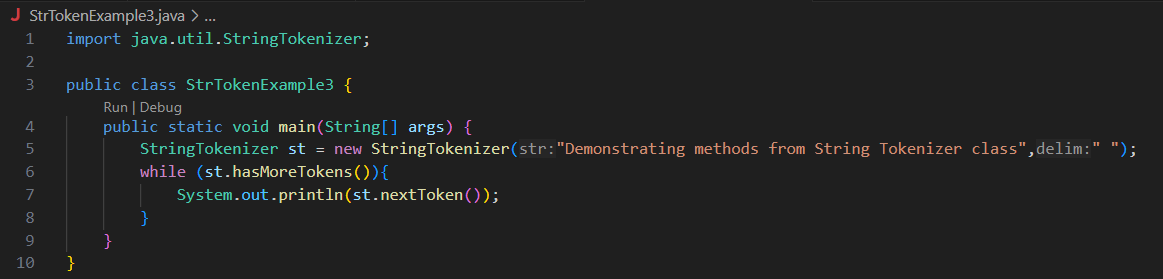 J StrTokenExample3.java > ...
1 import java.util.StringTokenizer;
2
3 public class StrTokenExample3 {
Run | Debug
4 public static void main(String[] args) {
5 StringTokenizer st = new StringTokenizer(str:"Demonstrating methods from String Tokenizer class",delim:" ");
6 while (st.hasMoreTokens()){
7 System.out.println(st.nextToken());
8 }
9 }
10 }